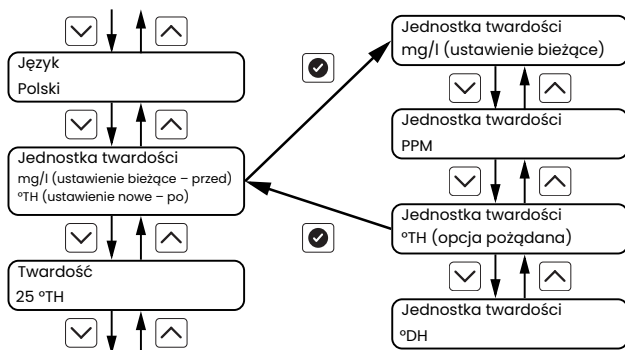 Język
Polski
Jednostka twardości
mg/l (ustawienie bieżące – przed)
°TH (ustawienie nowe – po)
Twardość
25 °TH
Jednostka twardości
mg/l (ustawienie bieżące)
Jednostka twardości
PPM
Jednostka twardości
°TH (opcja pożądana)
Jednostka twardości
°DH